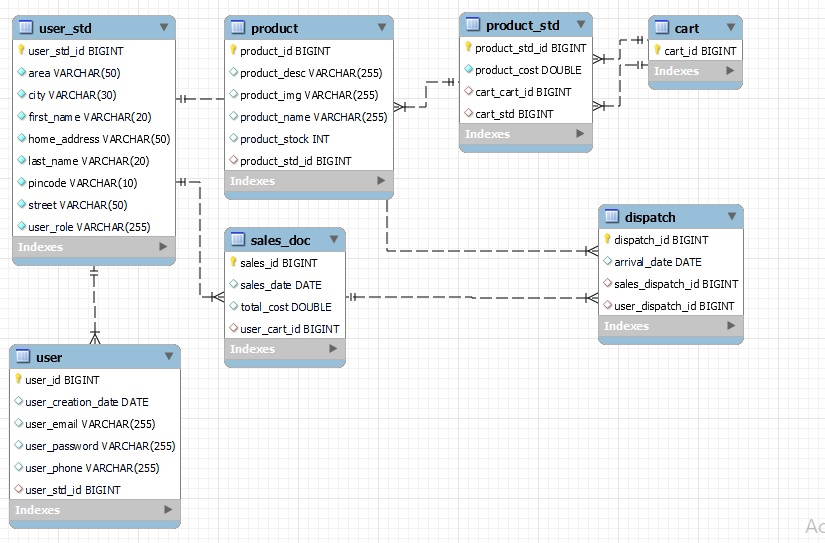 user_std
user_std_id BIGINT
area VARCHAR(50)
city VARCHAR(30)
first_name VARCHAR(20)
home_address VARCHAR(50)
last_name VARCHAR(20)
pincode VARCHAR(10)
street VARCHAR(50)
user_role VARCHAR(255)
Indexes
product
product_id BIGINT
product_desc VARCHAR(255)
product_img VARCHAR(255)
product_name VARCHAR(255)
product_stock INT
product_std_id BIGINT
Indexes
product_std
product_std_id BIGINT
product_cost DOUBLE
cart_cart_id BIGINT
cart_std BIGINT
Indexes
cart
cart_id BIGINT
Indexes
sales_doc
sales_id BIGINT
sales_date DATE
total_cost DOUBLE
user_cart_id BIGINT
Indexes
dispatch
dispatch_id BIGINT
arrival_date DATE
sales_dispatch_id BIGINT
user_dispatch_id BIGINT
Indexes
user
user_id BIGINT
user_creation_date DATE
user_email VARCHAR(255)
user_password VARCHAR(255)
user_phone VARCHAR(255)
user_std_id BIGINT
Indexes
Ac